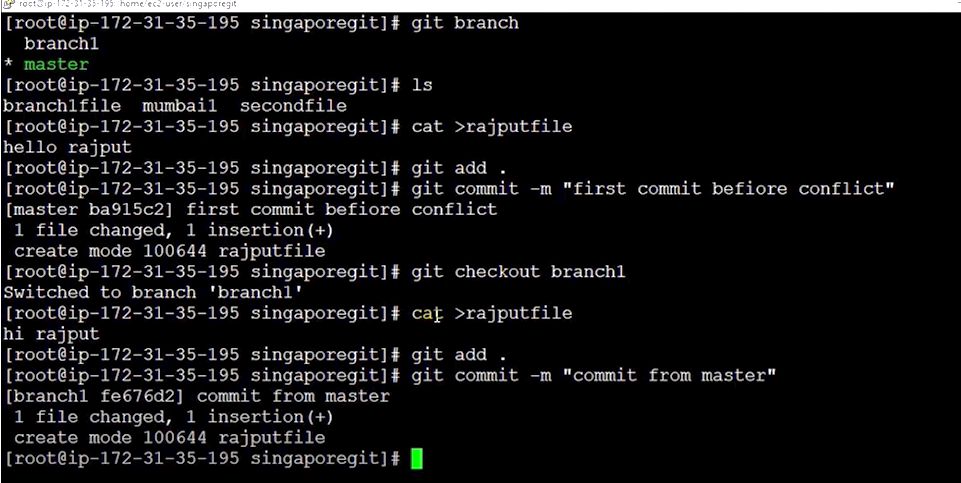 root@ip-172-31-35-195: home/ec2-user/singaporegit
[root@ip-172-31-35-195 singaporegit]# git branch
  branch1
* master
[root@ip-172-31-35-195 singaporegit]# ls
branch1file  mumbai1  secondfile
[root@ip-172-31-35-195 singaporegit]# cat >rajputfile
hello rajput
[root@ip-172-31-35-195 singaporegit]# git add .
[root@ip-172-31-35-195 singaporegit]# git commit -m "first commit befiore conflict"
[master ba915c2] first commit befiore conflict
 1 file changed, 1 insertion(+)
 create mode 100644 rajputfile
[root@ip-172-31-35-195 singaporegit]# git checkout branch1
Switched to branch 'branch1'
[root@ip-172-31-35-195 singaporegit]# cat >rajputfile
hi rajput
[root@ip-172-31-35-195 singaporegit]# git add .
[root@ip-172-31-35-195 singaporegit]# git commit -m "commit from master"
[branch1 fe676d2] commit from master
 1 file changed, 1 insertion(+)
 create mode 100644 rajputfile
[root@ip-172-31-35-195 singaporegit]#